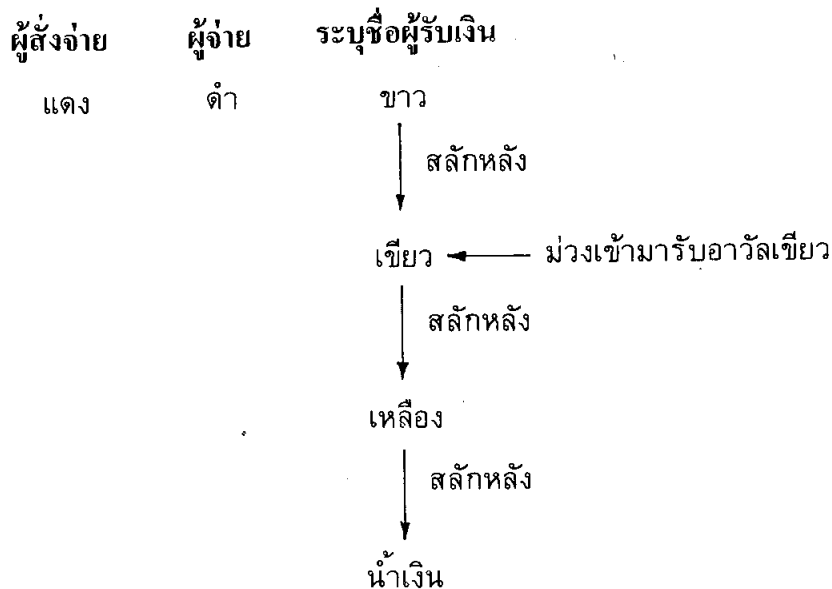 ผู้สั่งจ่าย ผู้จ่าย ระบุชื่อผู้รับเงิน
แดง ดำ ขาว
สลักหลัง
เขียว ม่วงเข้ามารับอาวัลเขียว
สลักหลัง
เหลือง
สลักหลัง
น้ำเงิน